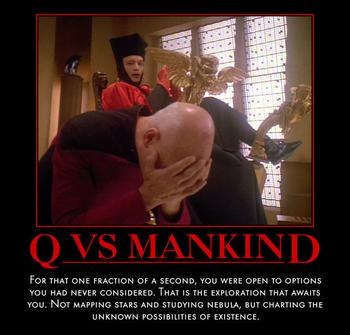 Q VS MANKIND
For that one fraction of a second, you were open to options
you had never considered. That is the exploration that awaits
you. Not mapping stars and studying nebula, but charting the
unknown possibilities of existence.